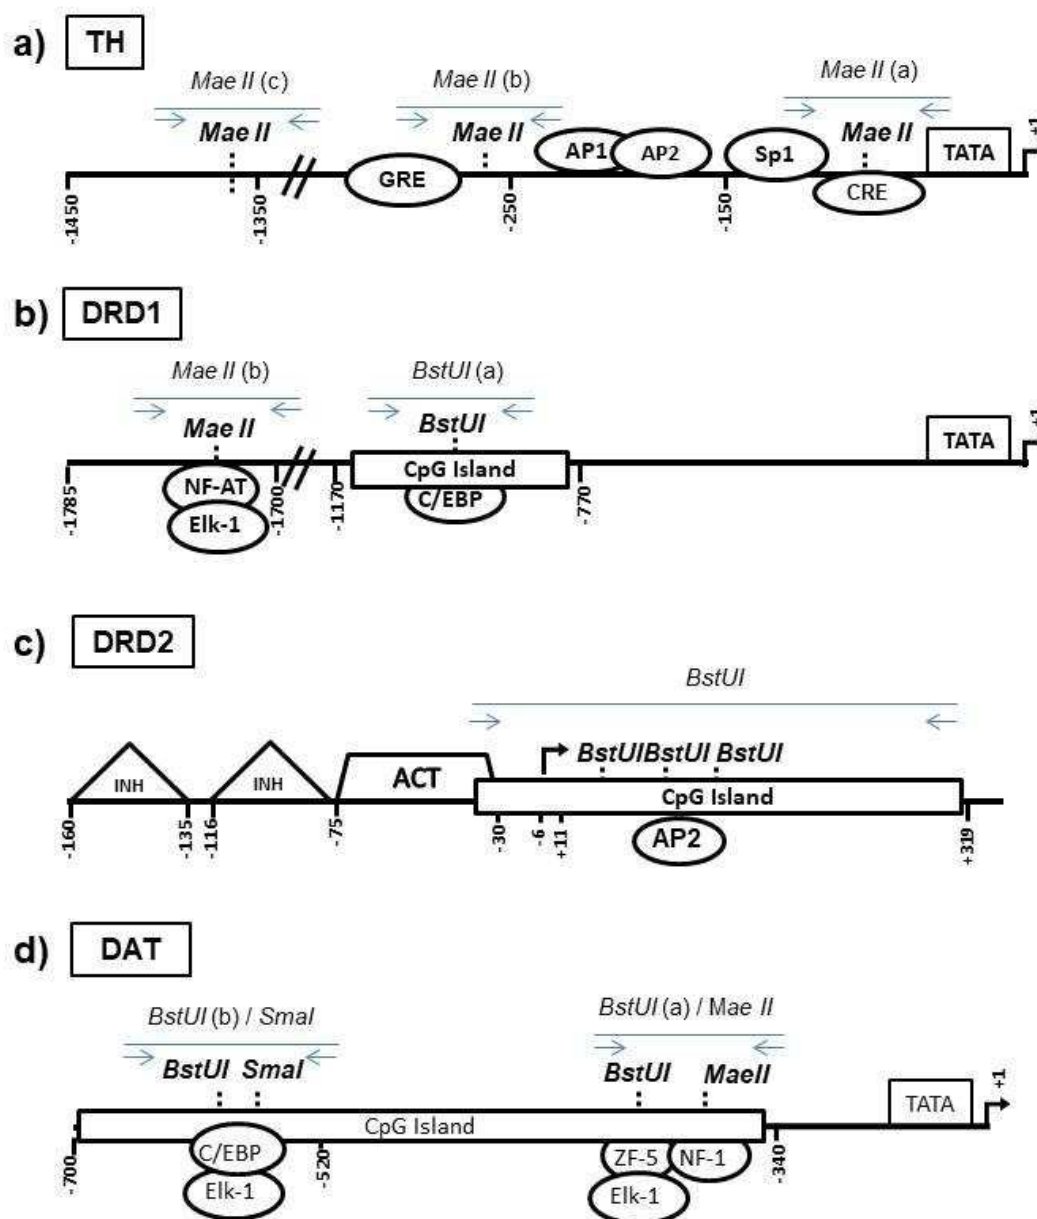 a) TH
Mae II (c) Mae II (b) Mae II (a)
Mae II Mae II Mae II +1
AP1 AP2 Sp1 TATA
GRE CRE
-1450 -1350 -250 -150
b) DRD1
Mae II (b) BstUI (a)
Mae II BstUI +1
TATA
CpG Island
NF-AT C/EBP
Elk-1
-1785 -1700 -1170 -770
c) DRD2
BstUI
BstUI BstUI BstUI
INH INH ACT CpG Island
AP2
-160 -135 -116 -75 -30 -6 +11 +319
d) DAT
BstUI (b) / SmaI BstUI (a) / Mae II
BstUI SmaI BstUI MaeII +1
TATA
CpG Island
C/EBP ZF-5 NF-1
Elk-1 Elk-1
-700 -520 -340